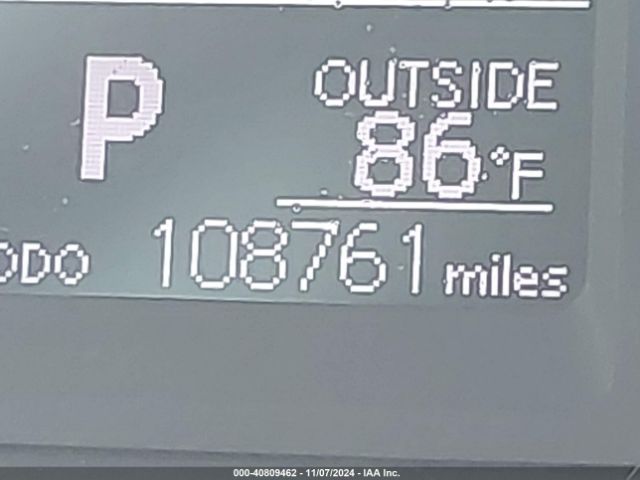 P
OUTSIDE
86°F
ODO 108761 miles
000-40809462 - 11/07/2024 - IAA Inc.